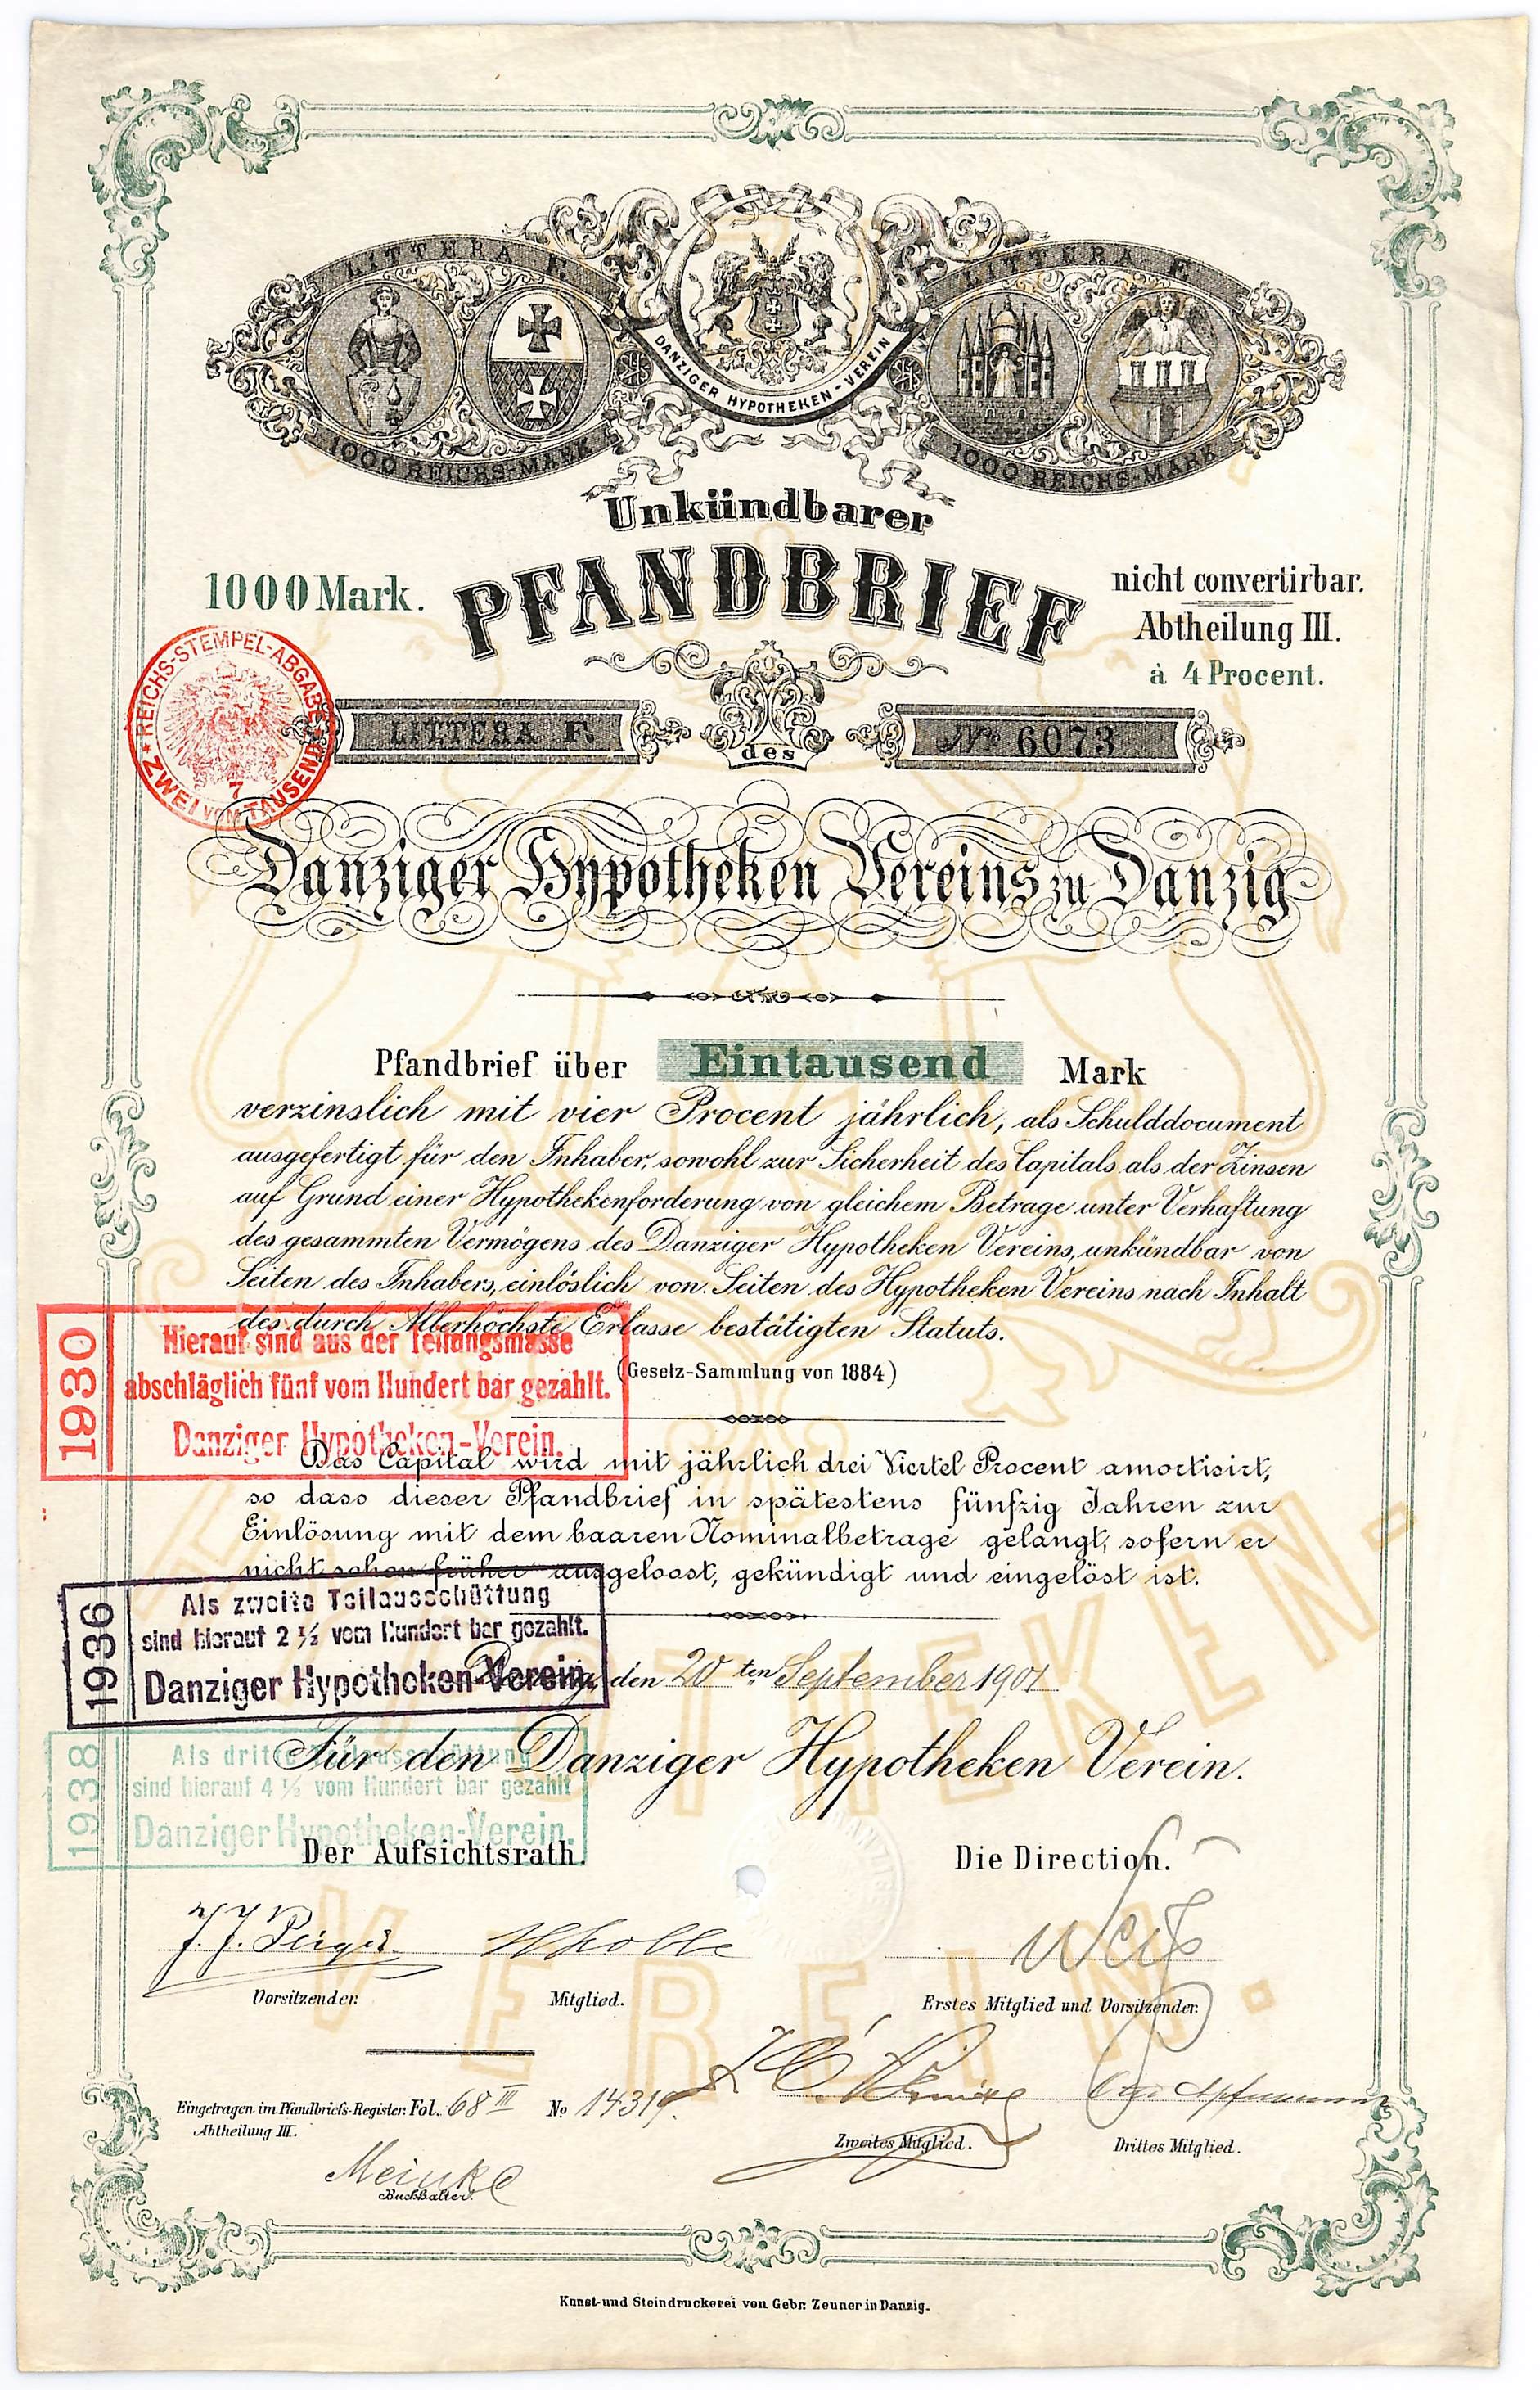 LITTERA F.
LITTERA F.
DANZIGER HYPOTHEKEN-VEREIN
1000 REICHS-MARK
1000 REICHS-MARK
Unkündbarer
PFANDBRIEF
1000 Mark.
nicht convertirbar.
Abtheilung III.
à 4 Procent.
REICHS-STEMPEL-ABGABE
ZWEI VOM TAUSEND
7
LITTERA F.
des
No 6073
Danziger Hypotheken Vereins zu Danzig
Pfandbrief über Eintausend Mark
verzinslich mit vier Procent jährlich, als Schulddocument
ausgefertigt für den Inhaber, sowohl zur Sicherheit des Capitals als der Zinsen
auf Grund einer Hypothekenforderung von gleichem Betrage unter Verhaftung
des gesammten Vermögens des Danziger Hypotheken Vereins, unkündbar von
Seiten des Inhabers, einlöslich von Seiten des Hypotheken Vereins nach Inhalt
des durch Allerhöchste Erlasse bestätigten Statuts.
(Gesetz-Sammlung von 1884)
1930
Hierauf sind aus der Teilungsmasse
abschläglich fünf vom Hundert bar gezahlt.
Danziger Hypotheken-Verein.
Das Capital wird mit jährlich drei Viertel Procent amortisirt,
so dass dieser Pfandbrief in spätestens fünfzig Jahren zur
Einlösung mit dem baaren Nominalbetrage gelangt, sofern er
nicht schon früher ausgeloost, gekündigt und eingelöst ist.
1936
Als zweite Teilausschüttung
sind hierauf 2 ½ vom Hundert bar gezahlt.
Danziger Hypotheken-Verein.
Danzig, den 20 ten September 1901
Für den Danziger Hypotheken Verein.
1938
Als dritte Teilausschüttung
sind hierauf 4 ½ vom Hundert bar gezahlt
Danziger Hypotheken-Verein.
Der Aufsichtsrath.
Die Direction.
Vorsitzender.
Mitglied.
Erstes Mitglied und Vorsitzender.
Eingetragen im Pfandbriefs-Register: Fol. 68 III No 14319.
Abtheilung III.
Zweites Mitglied.
Drittes Mitglied.
Meinke
Buchhalter.
Kunst- und Steindruckerei von Gebr. Zeuner in Danzig.
HYPOTHEKEN-
VEREIN.